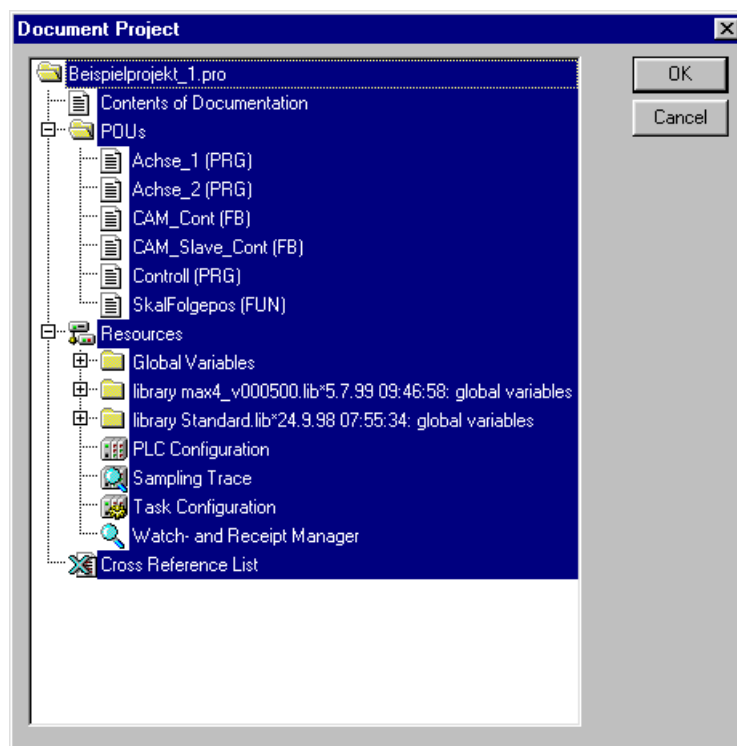 Document Project
Beispielprojekt_1.pro
OK
Contents of Documentation
Cancel
POUs
Achse_1 (PRG)
Achse_2 (PRG)
CAM_Cont (FB)
CAM_Slave_Cont (FB)
Controll (PRG)
SkalFolgepos (FUN)
Resources
Global Variables
library max4_v000500.lib*5.7.99 09:46:58: global variables
library Standard.lib*24.9.98 07:55:34: global variables
PLC Configuration
Sampling Trace
Task Configuration
Watch- and Receipt Manager
Cross Reference List